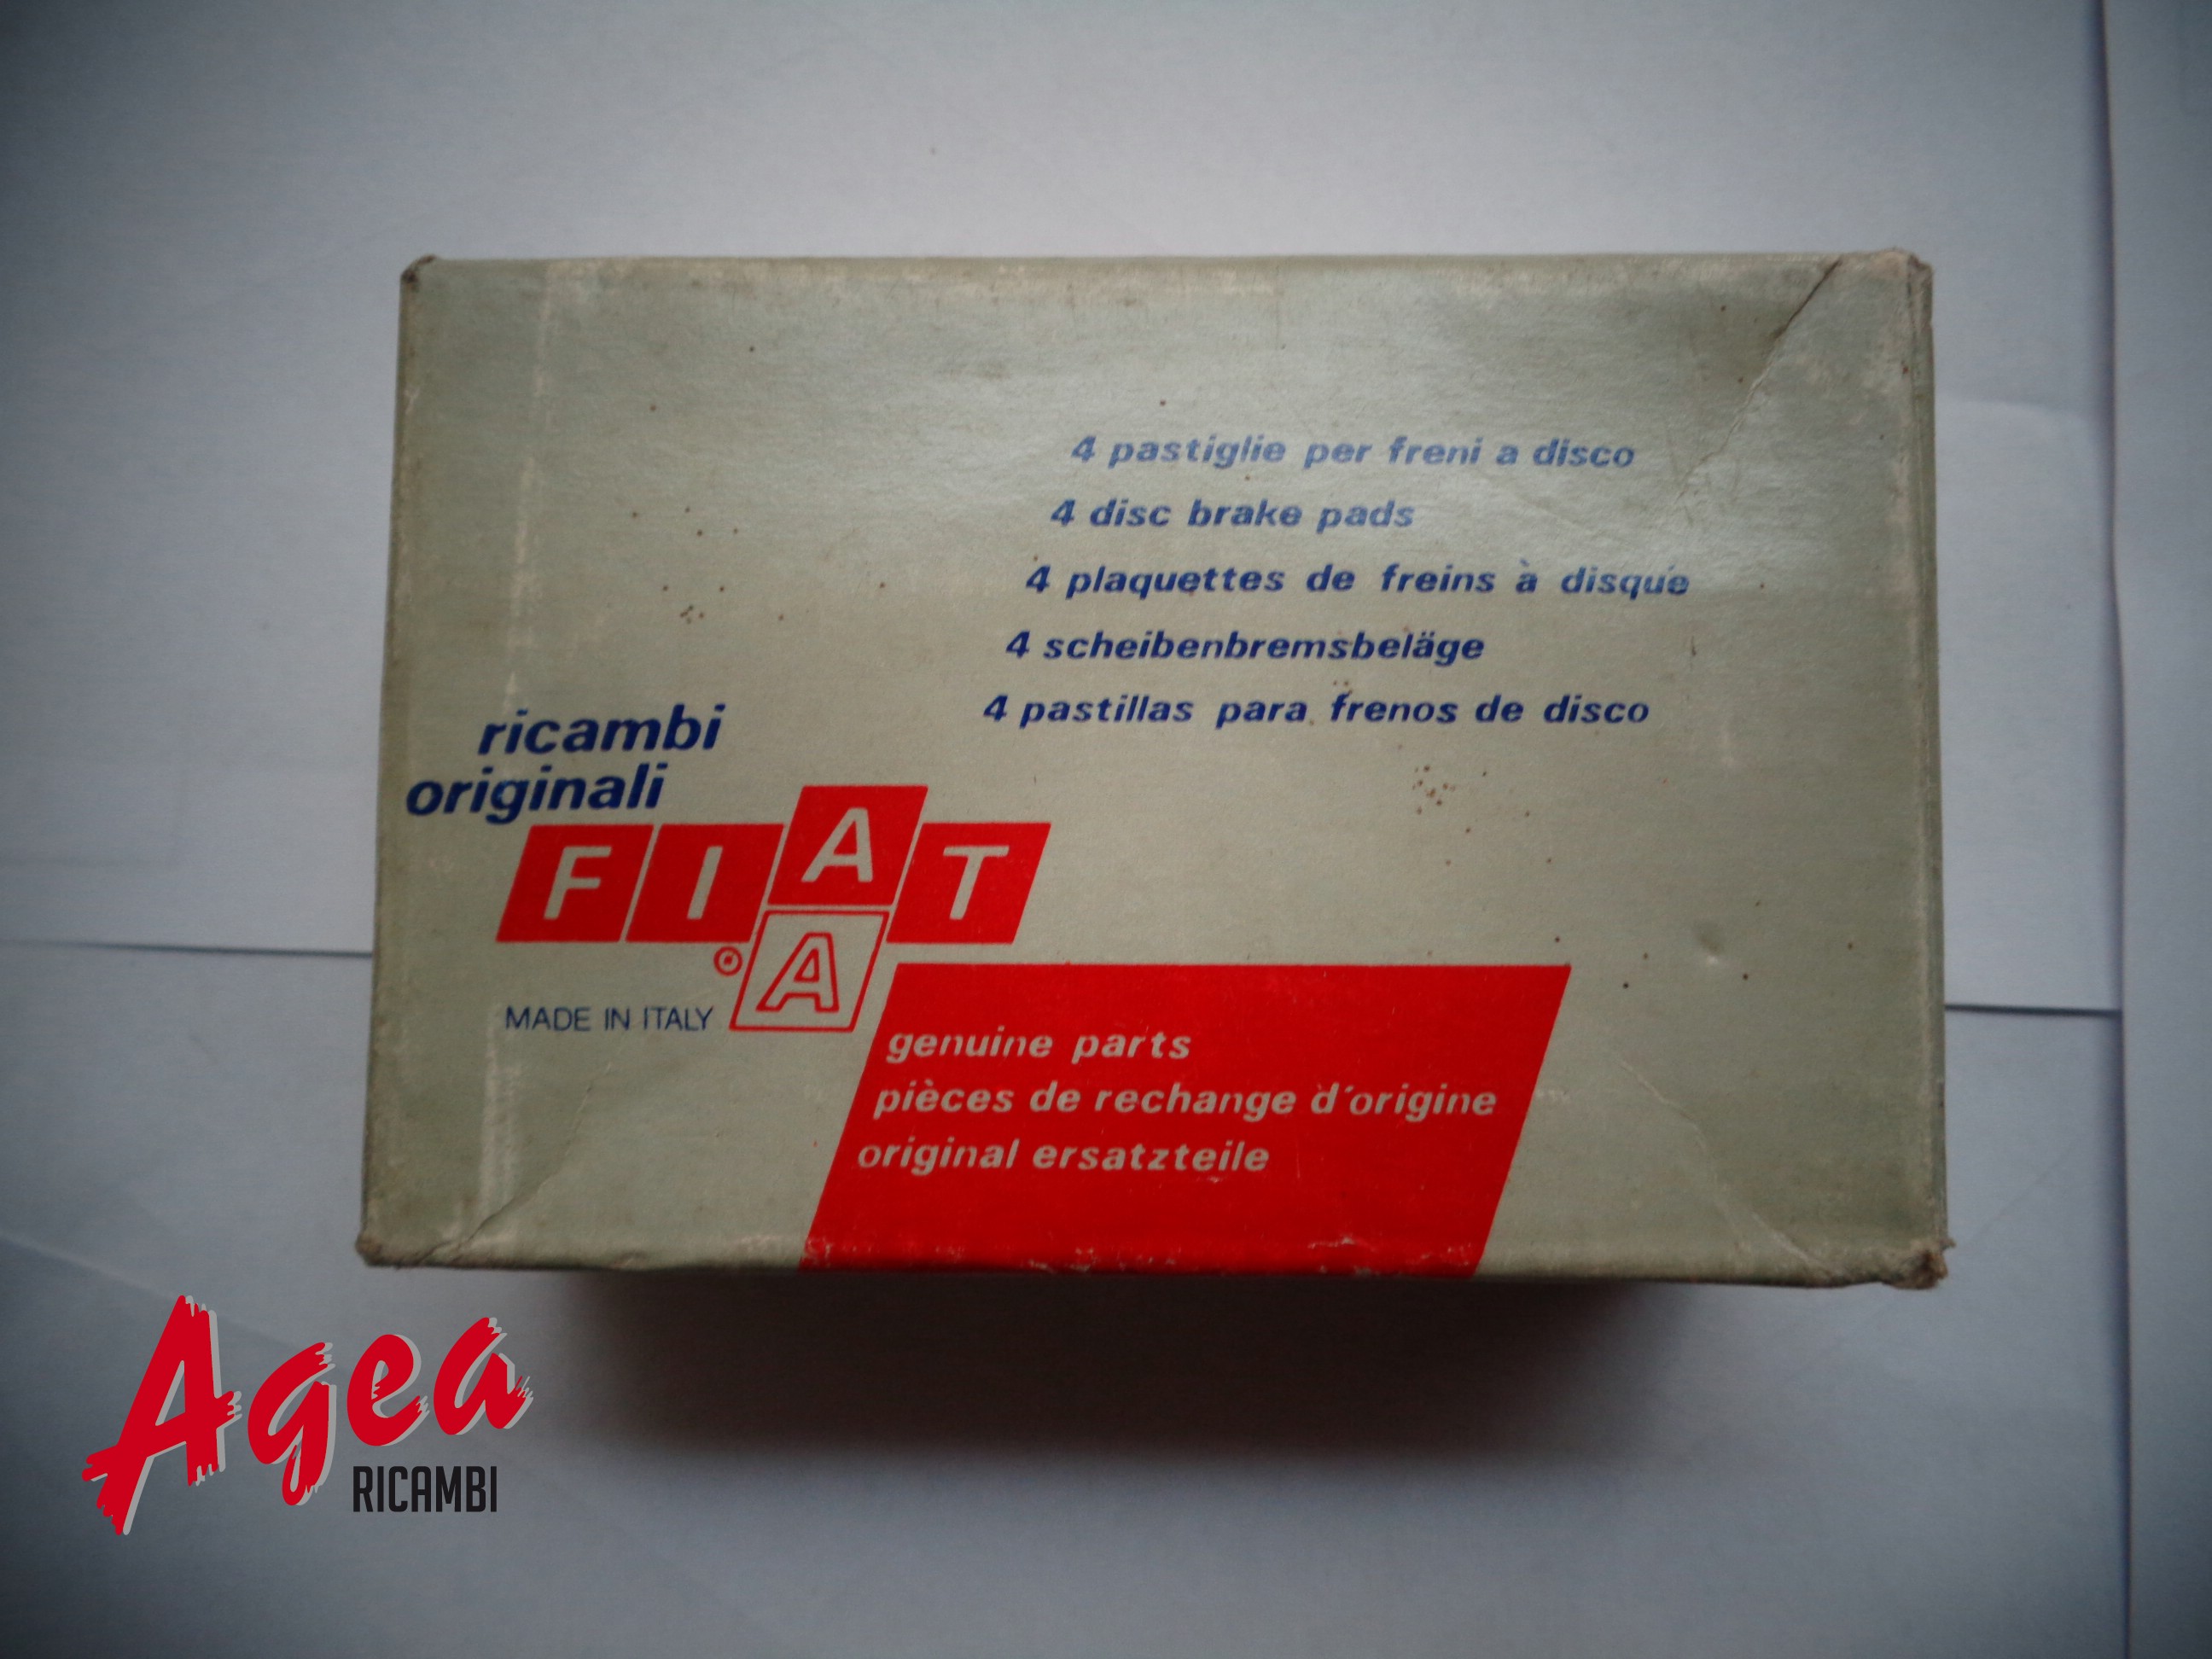 4 pastiglie per freni a disco
4 disc brake pads
4 plaquettes de freins à disque
4 scheibenbremsbeläge
4 pastillas para frenos de disco
ricambi
originali
FIAT
A
®
MADE IN ITALY
genuine parts
pièces de rechange d'origine
original ersatzteile
Agea
RICAMBI